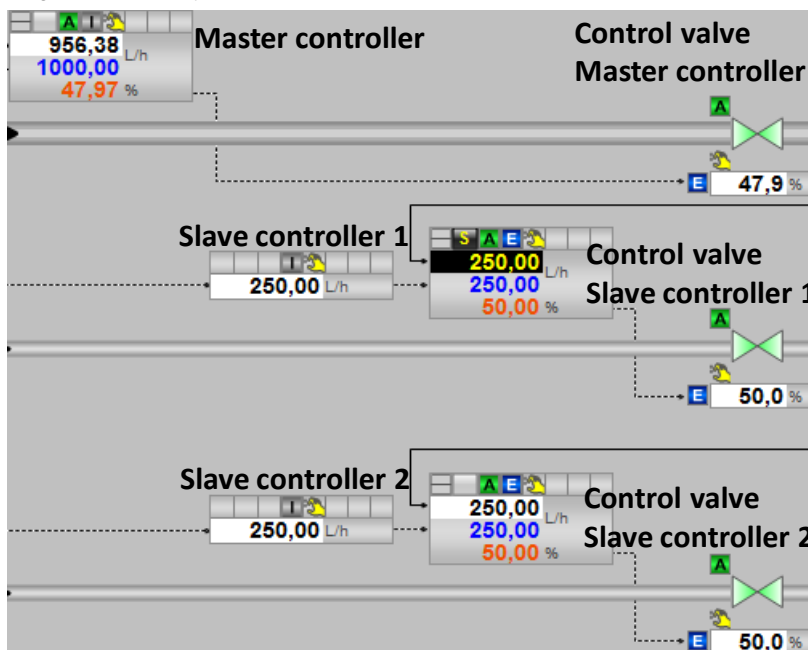 A I
Master controller
956,38 L/h
1000,00
47,97 %
Control valve
Master controller
A
E 47,9 %
Slave controller 1
I
250,00 L/h
S A E
250,00 L/h
250,00
50,00 %
Control valve
Slave controller 1
A
E 50,0 %
Slave controller 2
I
250,00 L/h
A E
250,00 L/h
250,00
50,00 %
Control valve
Slave controller 2
A
E 50,0 %